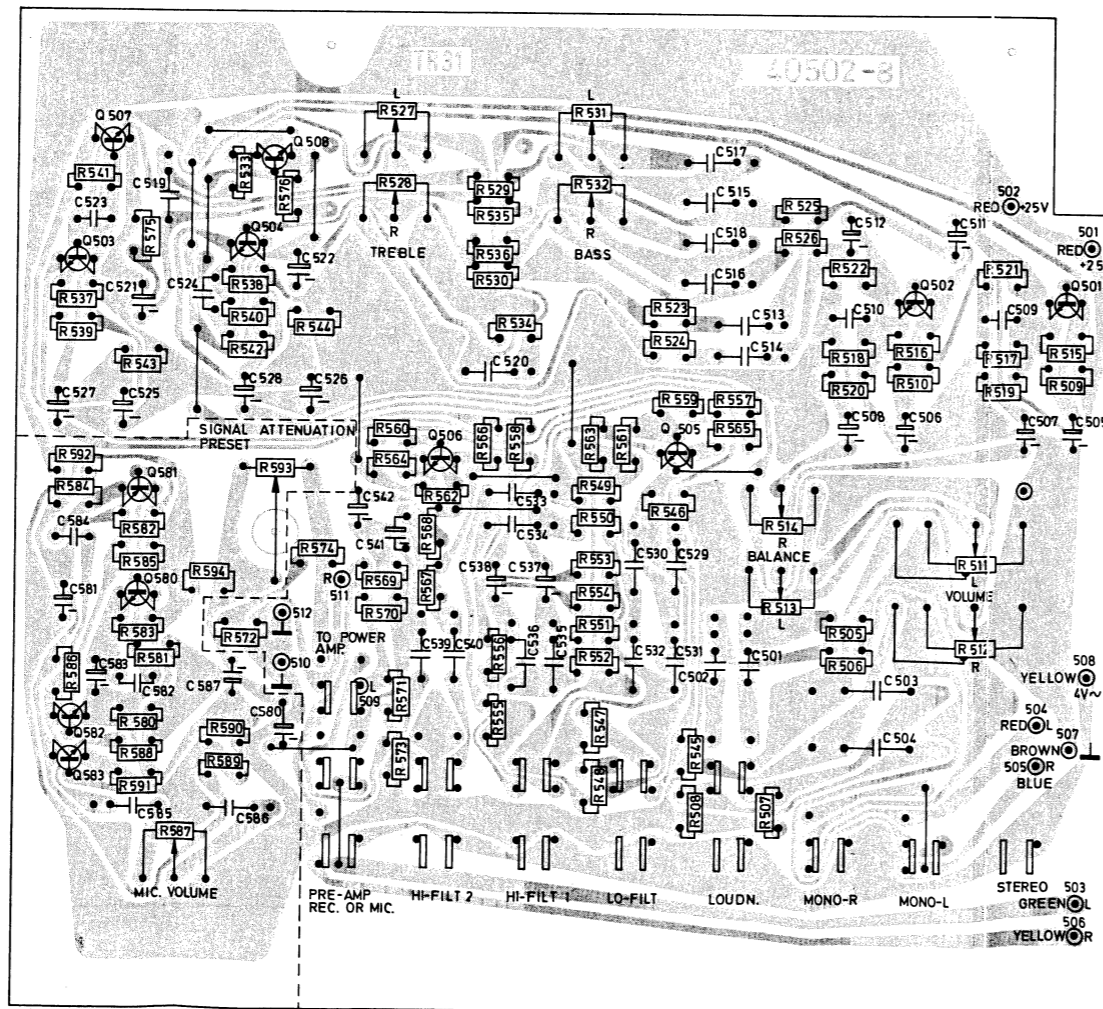 TR31
40502-8
L
R527
L
R531
Q507
Q508
C517
R541
C519
R533
R576
R528
R529
R532
C515
502
RED
+25V
C523
R575
R535
R525
C512
C511
501
RED
+25
Q503
Q504
R
TREBLE
R536
R
BASS
C518
R526
C522
R530
C516
R522
R521
R537
C521
C524
R538
Q502
Q501
R539
R540
R544
R534
R523
C513
C510
C509
R543
R542
R524
C514
R518
R516
R517
R515
C520
R520
R510
R519
R509
C527
C525
C528
C526
R559
R557
C508
C506
C507
C505
SIGNAL ATTENUATION
PRESET
R560
Q506
R566
R558
R563
R561
Q505
R565
R592
R593
R564
R584
Q581
R562
R549
C542
C533
R546
R514
R582
R550
R
C584
C541
R568
C534
BALANCE
R585
R574
R553
C530
C529
R511
Q580
R594
R
511
R569
R567
C538
C537
L
VOLUME
C581
R554
R513
L
512
R570
R583
R572
TO POWER
AMP.
R551
R505
R512
R
R586
R581
510
C539
C540
R556
C536
C535
R552
C532
C531
C501
R506
C583
C582
C587
L
509
R571
C502
C503
508
YELLOW
4V~
Q582
C580
R555
R547
504
RED L
R580
R590
R588
R573
R545
C504
507
BROWN
505 R
BLUE
Q583
R589
R548
R591
C585
C586
R508
R507
R587
MIC. VOLUME
PRE-AMP
REC. OR MIC.
HI-FILT 2
HI-FILT 1
LO-FILT
LOUDN.
MONO-R
MONO-L
STEREO
503
GREEN L
506
YELLOW R